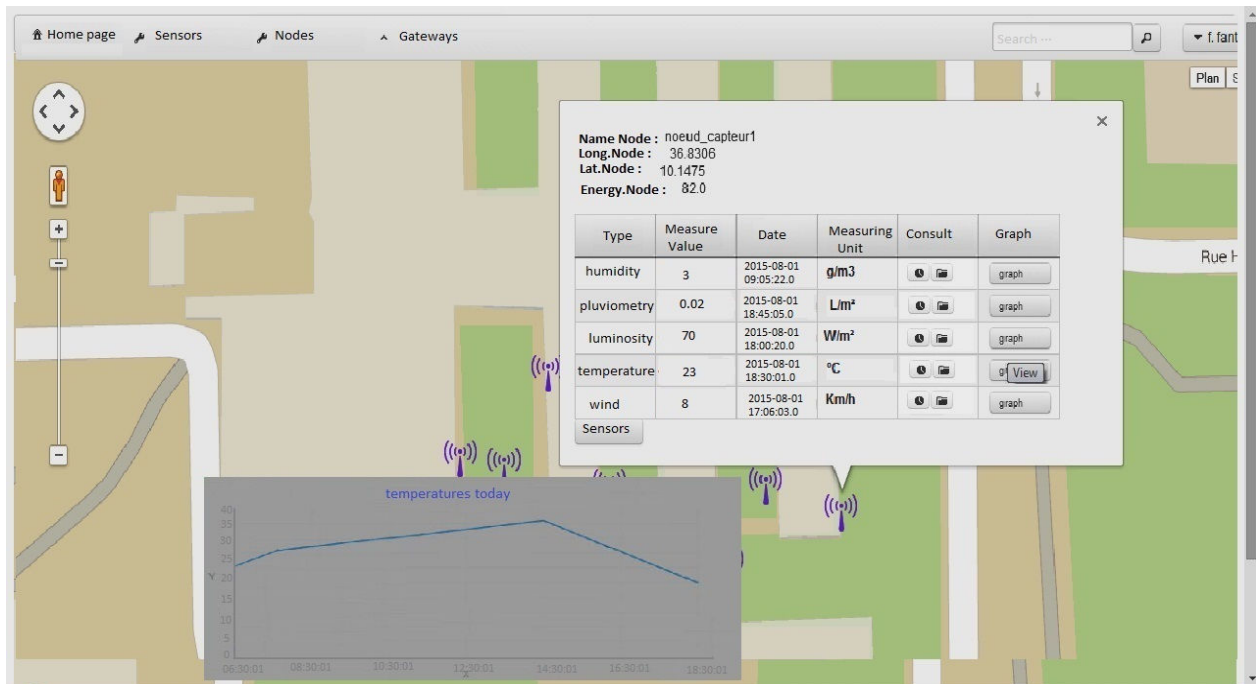 Home page Sensors Nodes Gateways Search ... f. fant
Plan S
Name Node : noeud_capteur1
Long.Node : 36.8306
Lat.Node : 10.1475
Energy.Node : 82.0
Type Measure Value Date Measuring Unit Consult Graph
humidity 3 2015-08-01 09:05:22.0 g/m3 graph
pluviometry 0.02 2015-08-01 18:45:05.0 L/m² graph
luminosity 70 2015-08-01 18:00:20.0 W/m² graph
temperature 23 2015-08-01 18:30:01.0 °C View
wind 8 2015-08-01 17:06:03.0 Km/h graph
Sensors
Rue H
temperatures today
40
35
30
25
Y 20
15
10
5
0
06:30:01 08:30:01 10:30:01 12:30:01 14:30:01 16:30:01 18:30:01
X